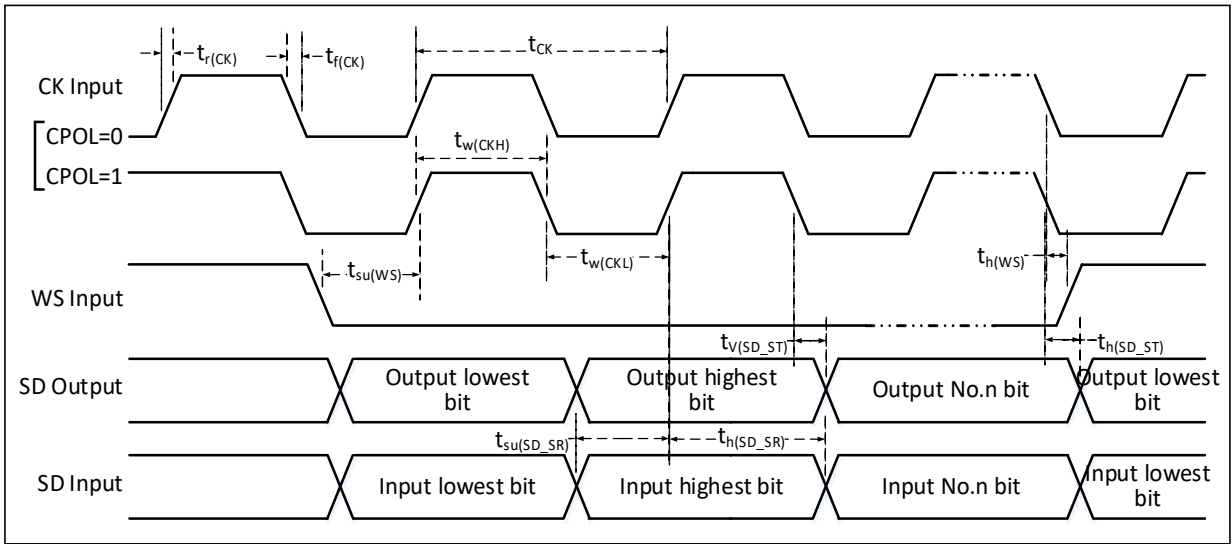 tr(CK)
tf(CK)
tCK
CK Input
CPOL=0
CPOL=1
tw(CKH)
tsu(WS)
tw(CKL)
th(WS)
WS Input
tV(SD_ST)
th(SD_ST)
SD Output
Output lowest
bit
Output highest
bit
Output No.n bit
Output lowest
bit
tsu(SD_SR)
th(SD_SR)
SD Input
Input lowest bit
Input highest bit
Input No.n bit
Input lowest
bit